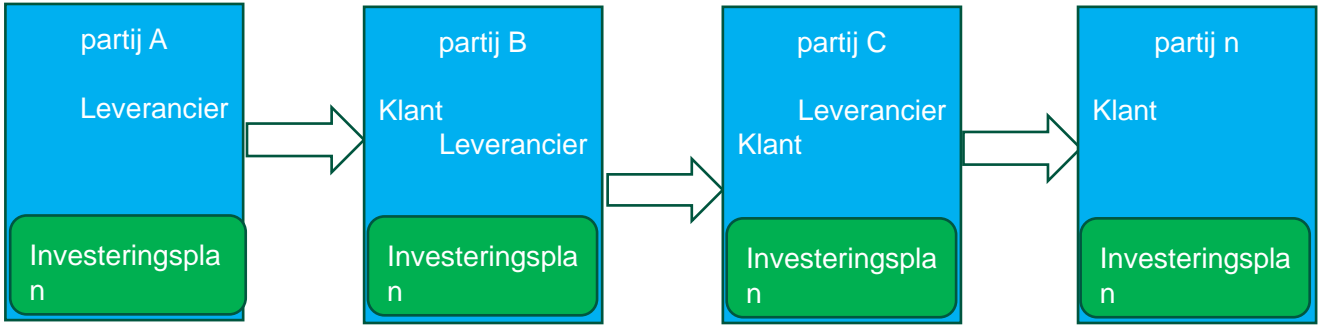 partij A
Leverancier
Investeringspla
n
partij B
Klant
Leverancier
Investeringspla
n
partij C
Leverancier
Klant
Investeringspla
n
partij n
Klant
Investeringspla
n